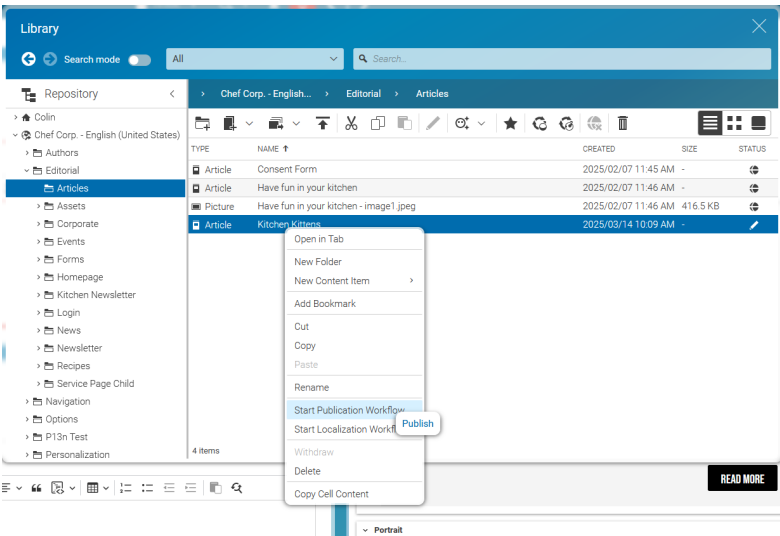 Library
Search mode
All
Search...
Repository
Chef Corp. - English... › Editorial › Articles
Colin
Chef Corp. - English (United States)
Authors
Editorial
Articles
Assets
Corporate
Events
Forms
Homepage
Kitchen Newsletter
Login
News
Newsletter
Recipes
Service Page Child
Navigation
Options
P13n Test
Personalization
TYPE NAME CREATED SIZE STATUS
Article Consent Form 2025/02/07 11:45 AM -
Article Have fun in your kitchen 2025/02/07 11:46 AM -
Picture Have fun in your kitchen - image1.jpeg 2025/02/07 11:46 AM 416.5 KB
Article Kitchen Kittens 2025/03/14 10:09 AM -
Open in Tab
New Folder
New Content Item
Add Bookmark
Cut
Copy
Paste
Rename
Start Publication Workflow
Publish
Start Localization Workf
Withdraw
Delete
Copy Cell Content
4 items
READ MORE
Portrait